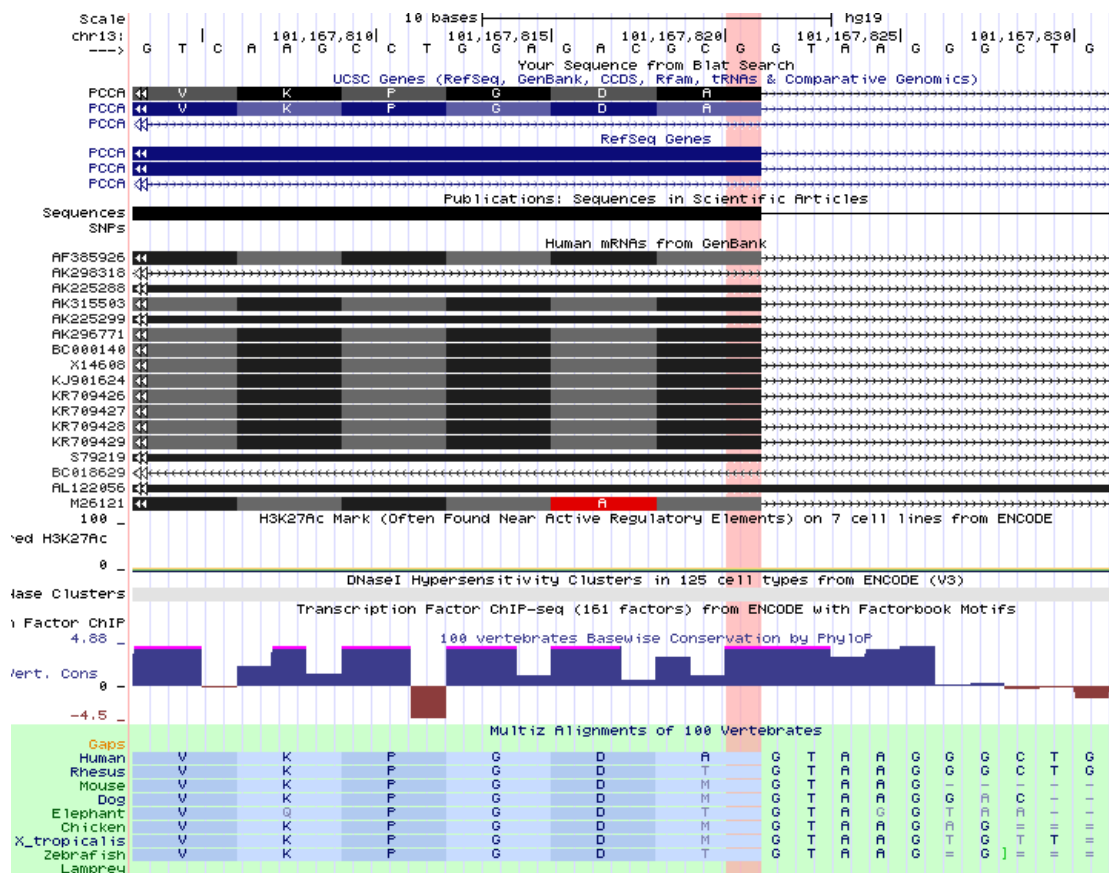 Scale 10 bases hg19
chr13: 101,167,810 101,167,815 101,167,820 101,167,825 101,167,830
---> G T C A A G C C T G G A G A C G C G G T A A G G G C T G
Your Sequence from Blat Search
UCSC Genes (RefSeq, GenBank, CCDS, Rfam, tRNAs & Comparative Genomics)
PCCA V K P G D A
PCCA V K P G D A
PCCA
RefSeq Genes
PCCA
PCCA
PCCA
Publications: Sequences in Scientific Articles
Sequences
SNPs
Human mRNAs from GenBank
AF385926
AK298318
AK225288
AK315503
AK225299
AK296771
BC000140
X14608
KJ901624
KR709426
KR709427
KR709428
KR709429
S79219
BC018629
AL122056
M26121 A
H3K27Ac Mark (Often Found Near Active Regulatory Elements) on 7 cell lines from ENCODE
100 _
red H3K27Ac
0 _
DNaseI Hypersensitivity Clusters in 125 cell types from ENCODE (V3)
Nase Clusters
Transcription Factor ChIP-seq (161 factors) from ENCODE with Factorbook Motifs
n Factor ChIP
4.88 _ 100 vertebrates Basewise Conservation by PhyloP
Vert. Cons
0 -
-4.5 _
Multiz Alignments of 100 Vertebrates
Gaps
Human V K P G D A G T A A G G G C T G
Rhesus V K P G D T G T A A G G G C T G
Mouse V K P G D M G T A A G - - - - -
Dog V K P G D M G T A A G G A C - -
Elephant V Q P G D T G T A G G T A A - -
Chicken V K P G D M G T A A G A G = = =
X_tropicalis V K P G D M G T A A G T G T T =
Zebrafish V K P G D T G T A A G = G ] = = =
Lamprey